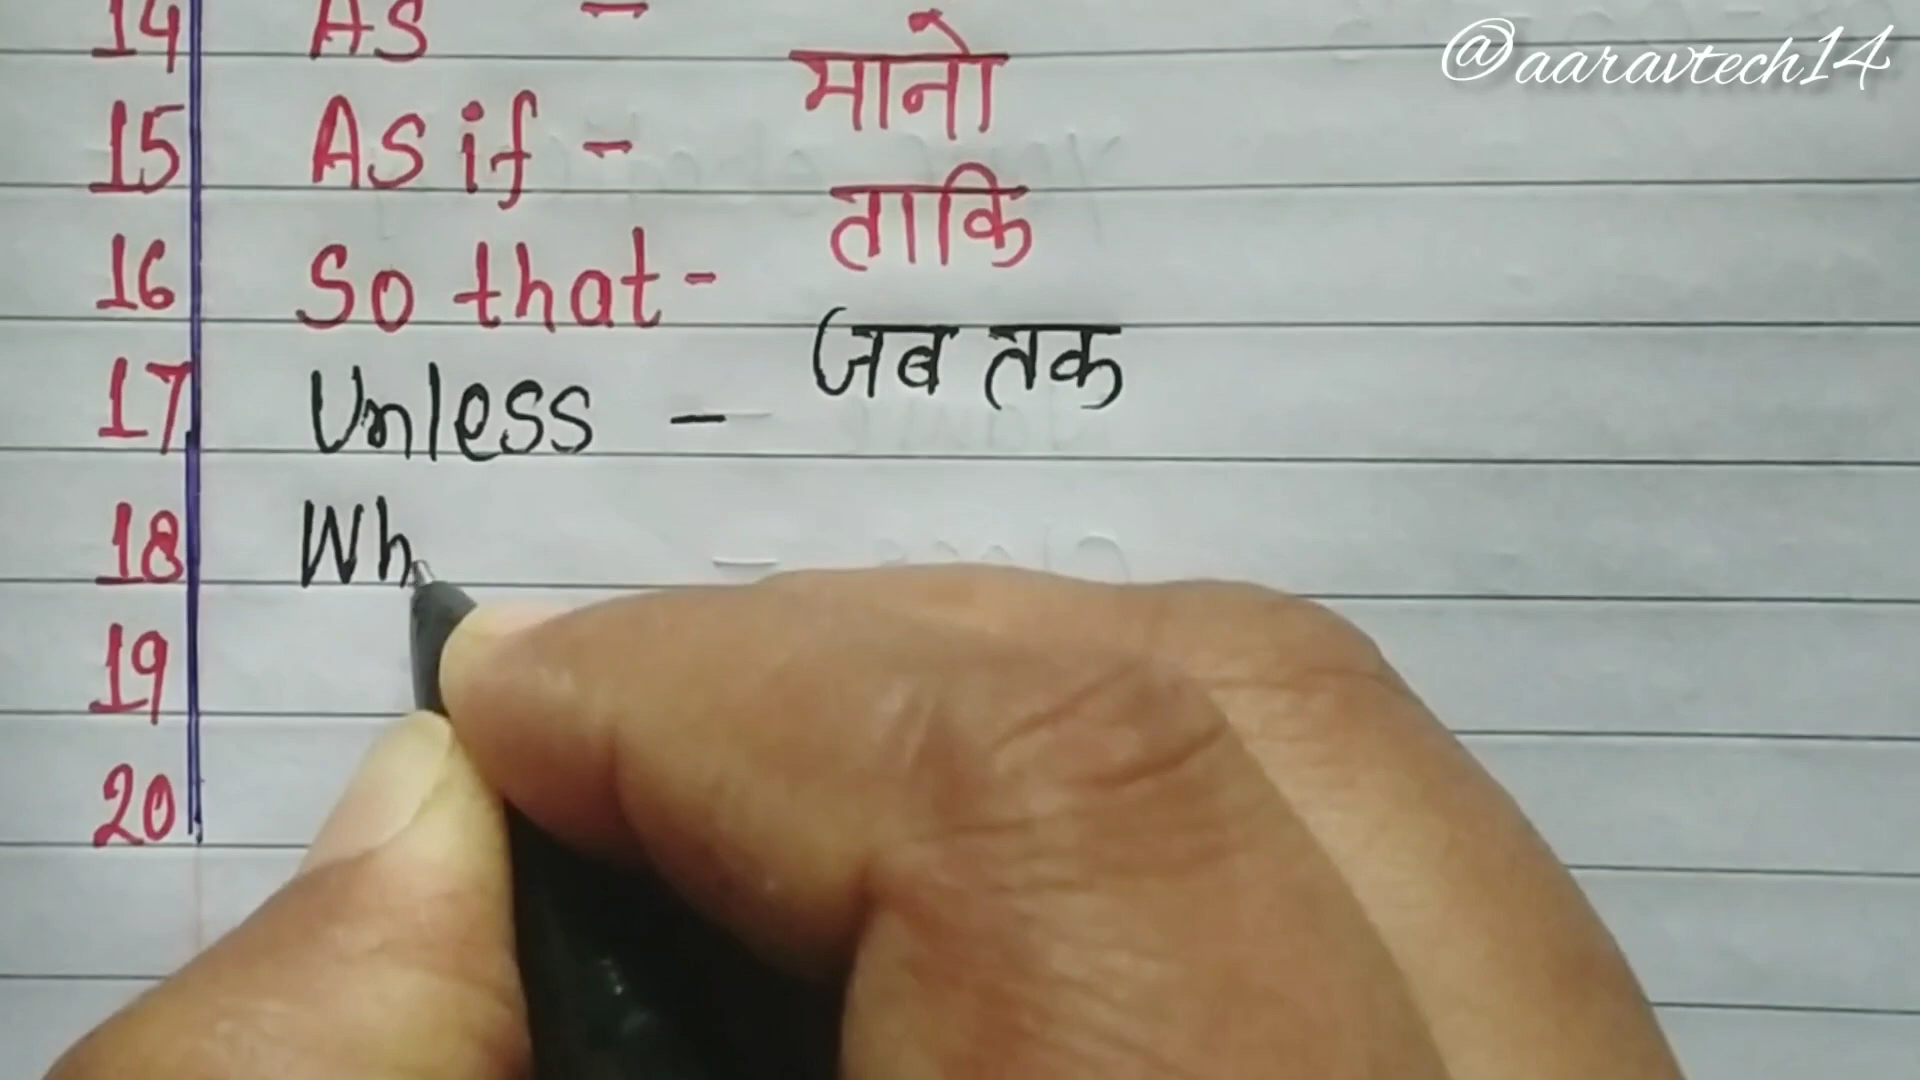 @aaravtech14
14 As -
15 As if - मानो
16 So that - ताकि
17 Unless - जब तक
18 Wh
19
20